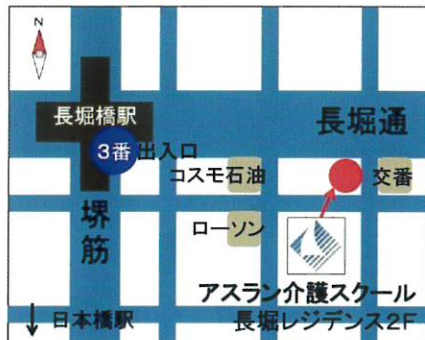 N
長堀橋駅
長堀通
3番出入口
コスモ石油
交番
ローソン
堺筋
アスラン介護スクール
長堀レジデンス2F
日本橋駅